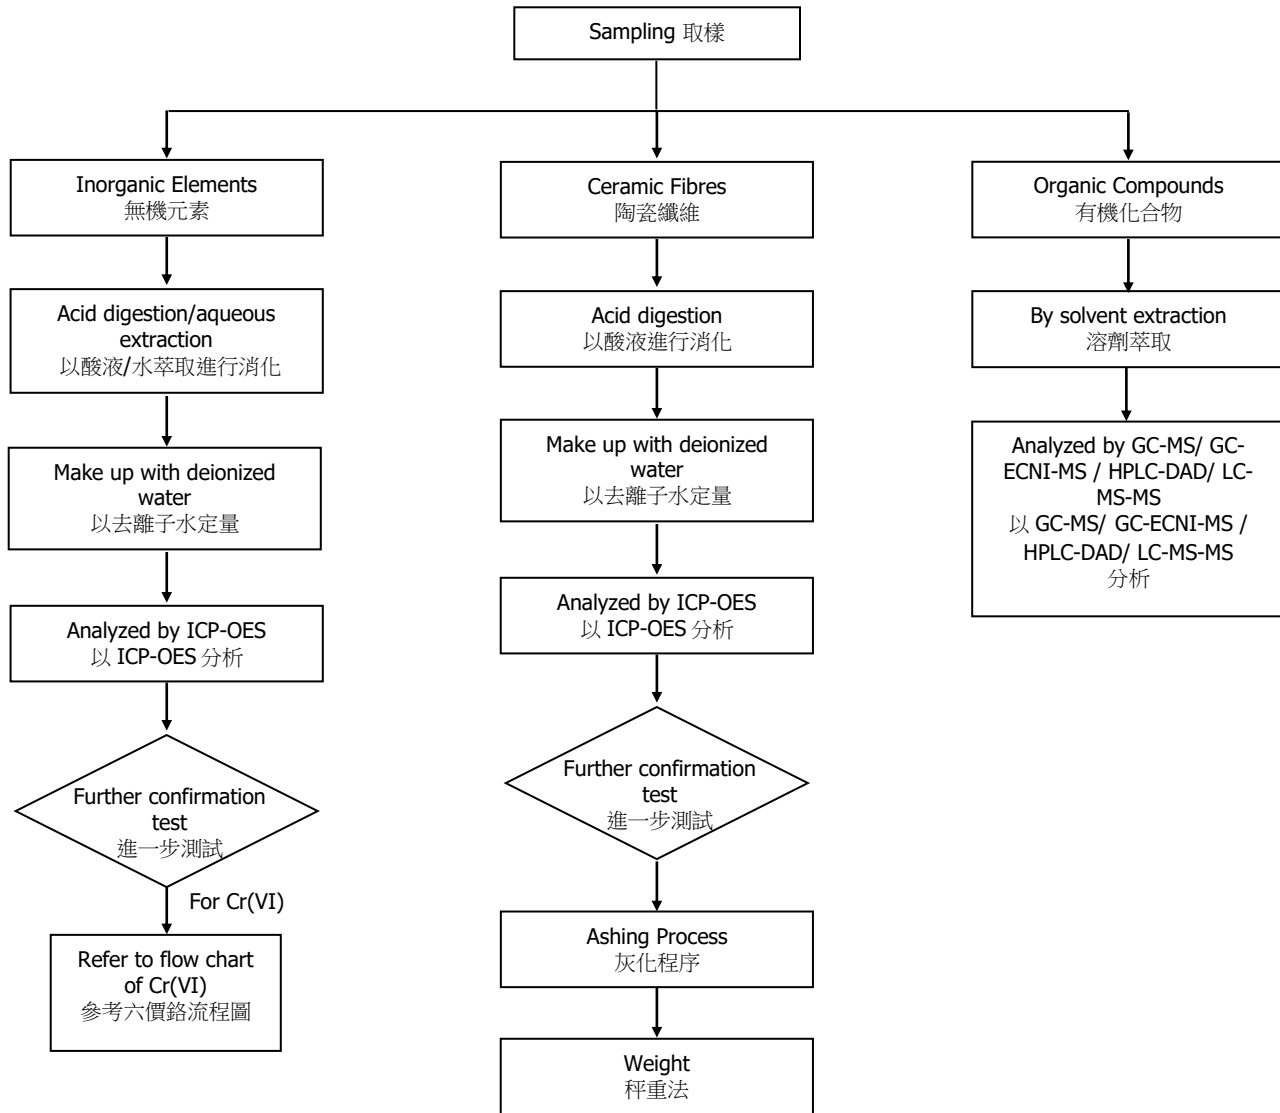 Sampling 取樣
Inorganic Elements
無機元素
Acid digestion/aqueous
extraction
以酸液/水萃取進行消化
Make up with deionized
water
以去離子水定量
Analyzed by ICP-OES
以 ICP-OES 分析
Further confirmation
test
進一步測試
For Cr(VI)
Refer to flow chart
of Cr(VI)
參考六價鉻流程圖
Ceramic Fibres
陶瓷纖維
Acid digestion
以酸液進行消化
Make up with deionized
water
以去離子水定量
Analyzed by ICP-OES
以 ICP-OES 分析
Further confirmation
test
進一步測試
Ashing Process
灰化程序
Weight
秤重法
Organic Compounds
有機化合物
By solvent extraction
溶劑萃取
Analyzed by GC-MS/ GC-
ECNI-MS / HPLC-DAD/ LC-
MS-MS
以 GC-MS/ GC-ECNI-MS /
HPLC-DAD/ LC-MS-MS
分析